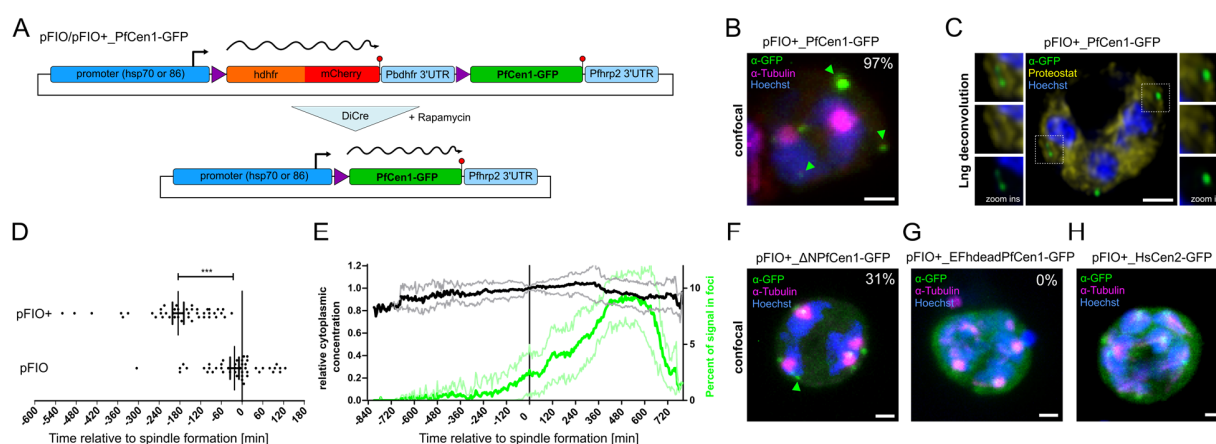 A
pFIO/pFIO+_PfCen1-GFP
promoter (hsp70 or 86)
hdhfr
mCherry
Pbdhfr 3'UTR
PfCen1-GFP
Pfhrp2 3'UTR
DiCre
+ Rapamycin
promoter (hsp70 or 86)
PfCen1-GFP
Pfhrp2 3'UTR
B
pFIO+_PfCen1-GFP
α-GFP
α-Tubulin
Hoechst
97%
confocal
C
pFIO+_PfCen1-GFP
α-GFP
Proteostat
Hoechst
Lng deconvolution
zoom ins
zoom i
D
***
pFIO+
pFIO
-600 -540 -480 -420 -360 -300 -240 -180 -120 -60 0 60 120 180
Time relative to spindle formation [min]
E
relative cytoplasmic
concentration
1.2
1.0
0.8
0.6
0.4
0.2
0.0
10
5
0
Percent of signal in foci
-840 -720 -600 -480 -360 -240 -120 0 120 240 360 480 600 720
Time relative to spindle formation [min]
F
pFIO+_ΔNPfCen1-GFP
α-GFP
α-Tubulin
Hoechst
31%
confocal
G
pFIO+_EFhdeadPfCen1-GFP
α-GFP
α-Tubulin
Hoechst
0%
H
pFIO+_HsCen2-GFP
α-GFP
α-Tubulin
Hoechst